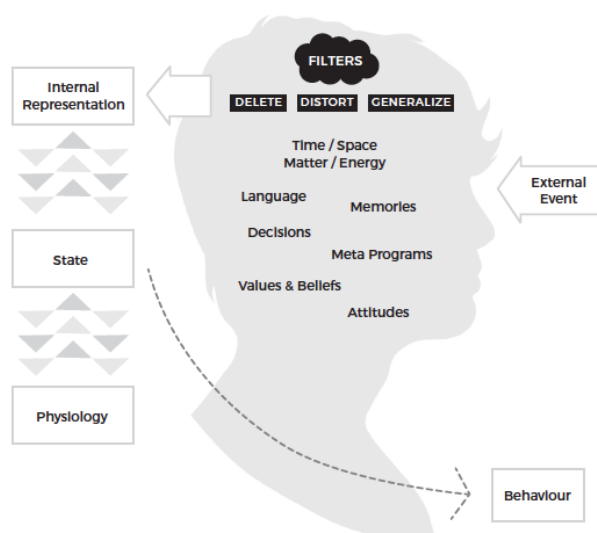 FILTERS
DELETE DISTORT GENERALIZE
Internal
Representation
Time / Space
Matter / Energy
External
Event
Language
Memories
Decisions
Meta Programs
State
Values & Beliefs
Attitudes
Physiology
Behaviour